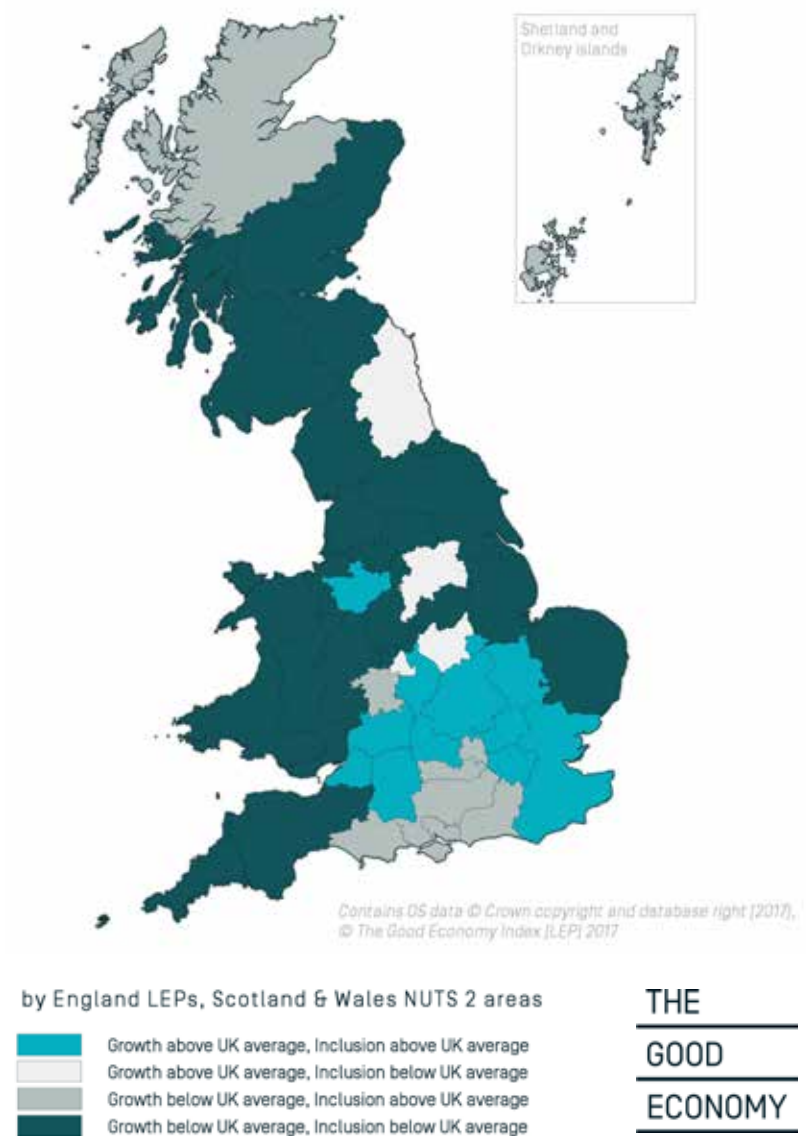 Shetland and
Orkney islands
Contains OS data © Crown copyright and database right (2017),
© The Good Economy Index (LEP) 2017
by England LEPs, Scotland & Wales NUTS 2 areas
Growth above UK average, Inclusion above UK average
Growth above UK average, Inclusion below UK average
Growth below UK average, Inclusion above UK average
Growth below UK average, Inclusion below UK average
THE
GOOD
ECONOMY